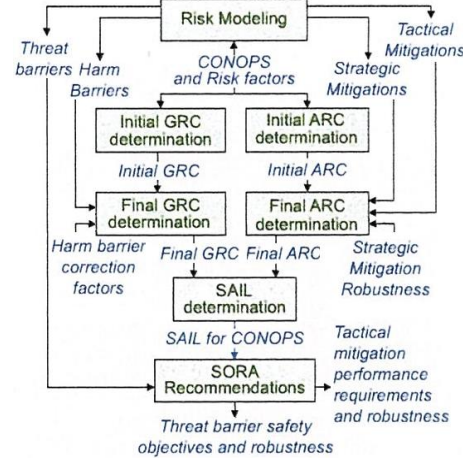 Risk Modeling
Tactical
Mitigations
Threat
barriers
Harm
Barriers
CONOPS
and Risk factors
Strategic
Mitigations
Initial GRC
determination
Initial ARC
determination
Initial GRC
Initial ARC
Final GRC
determination
Final ARC
determination
Harm barrier
correction
factors
Final GRC
Final ARC
Strategic
Mitigation
Robustness
SAIL
determination
SAIL for CONOPS
Tactical
mitigation
performance
requirements
and robustness
SORA
Recommendations
Threat barrier safety
objectives and robustness